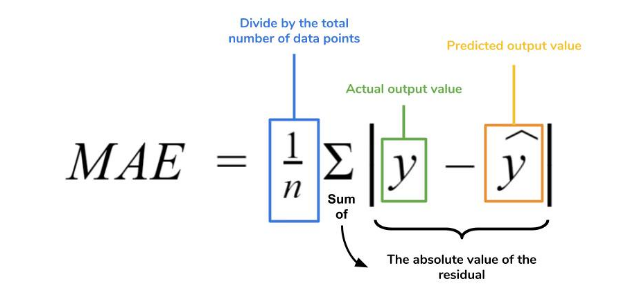 Divide by the total
number of data points
Predicted output value
Actual output value
MAE = 1/n Σ |y − ŷ|
Sum
of
The absolute value of the
residual